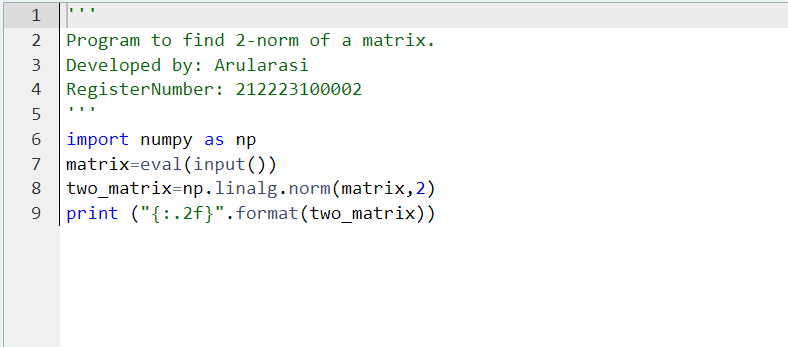 1 '''
2 Program to find 2-norm of a matrix.
3 Developed by: Arularasi
4 RegisterNumber: 212223100002
5 '''
6 import numpy as np
7 matrix=eval(input())
8 two_matrix=np.linalg.norm(matrix,2)
9 print ("{:.2f}".format(two_matrix))